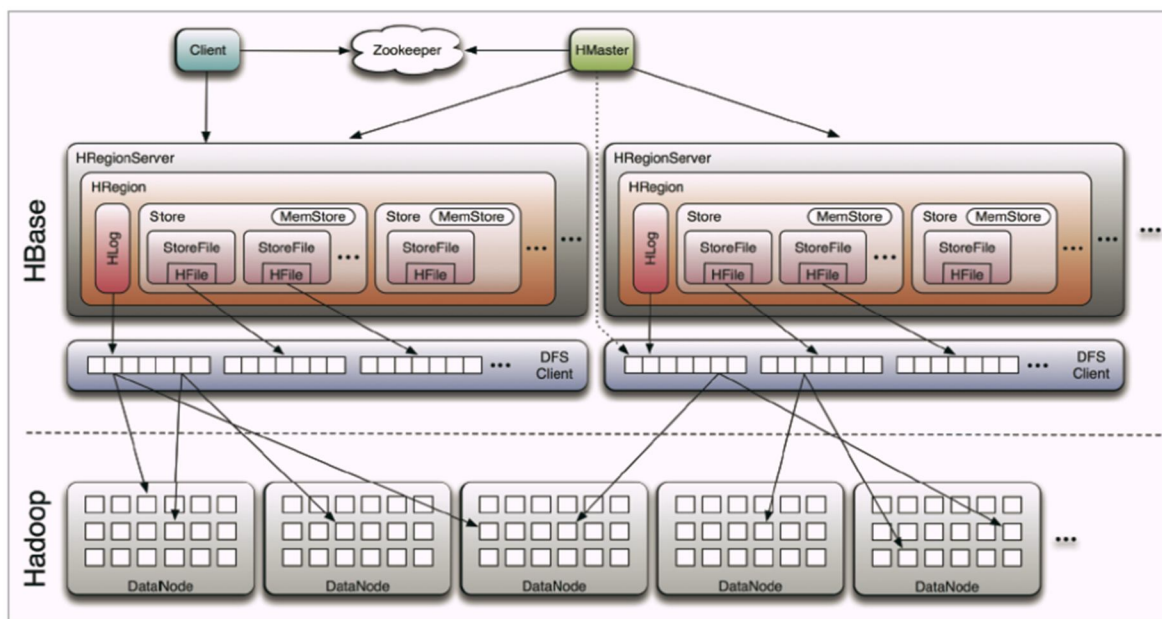 Client
Zookeeper
HMaster
HBase
HRegionServer
HRegion
HLog
Store MemStore
StoreFile
HFile
StoreFile
HFile
...
Store MemStore
StoreFile
HFile
...
...
HRegionServer
HRegion
HLog
Store MemStore
StoreFile
HFile
StoreFile
HFile
...
Store MemStore
StoreFile
HFile
...
...
...
... DFS
Client
... DFS
Client
Hadoop
DataNode
DataNode
DataNode
DataNode
DataNode
...